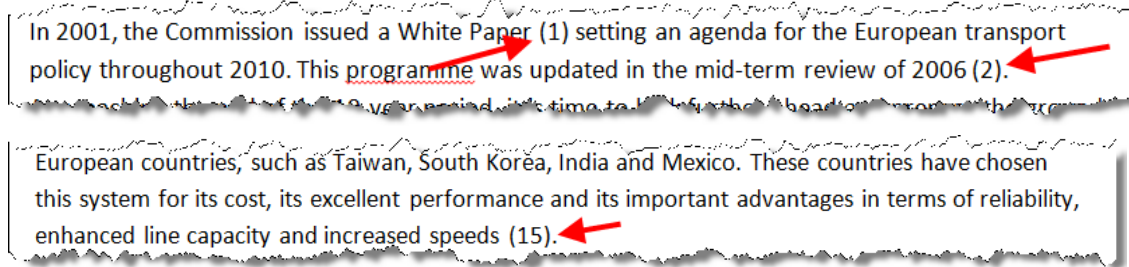 In 2001, the Commission issued a White Paper (1) setting an agenda for the European transport
policy throughout 2010. This programme was updated in the mid-term review of 2006 (2).
European countries, such as Taiwan, South Korea, India and Mexico. These countries have chosen
this system for its cost, its excellent performance and its important advantages in terms of reliability,
enhanced line capacity and increased speeds (15).